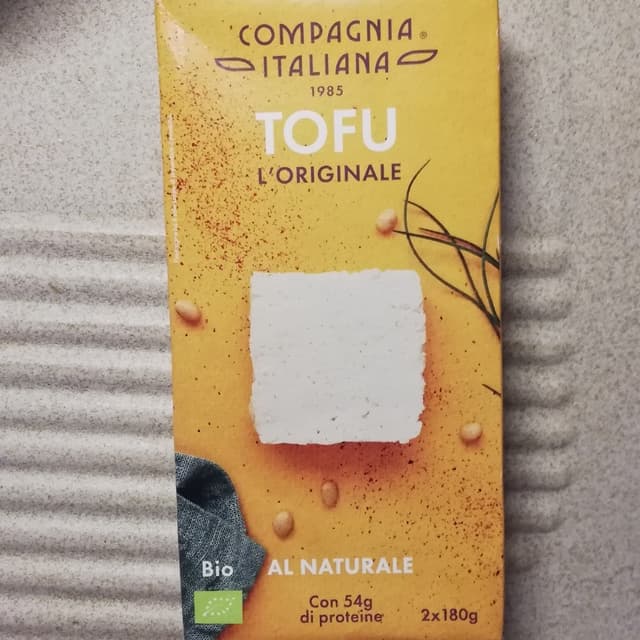 COMPAGNIA®
ITALIANA
1985
TOFU
L'ORIGINALE
Bio
AL NATURALE
Con 54g
di proteine
2x180g